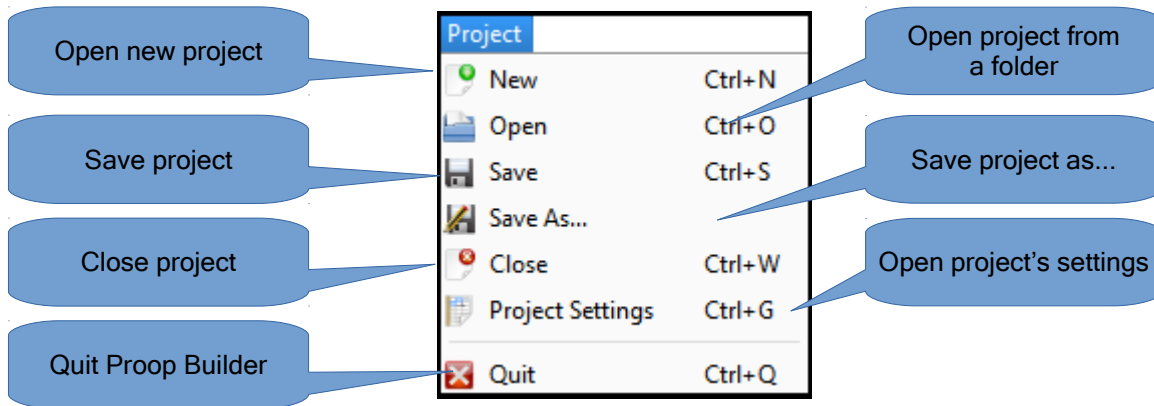 Open new project
Save project
Close project
Quit Proop Builder
Project
New Ctrl+N
Open Ctrl+O
Save Ctrl+S
Save As...
Close Ctrl+W
Project Settings Ctrl+G
Quit Ctrl+Q
Open project from
a folder
Save project as...
Open project’s settings